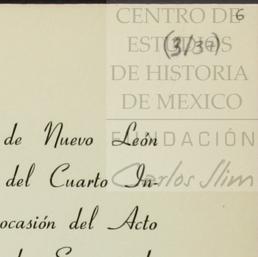 6
CENTRO DE
ESTUDIOS
(3/37)
DE HISTORIA
DE MEXICO
FUNDACIÓN
Carlos Slim
de Nuevo León
del Cuarto In-
ocasión del Acto